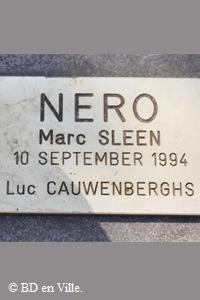 NERO
Marc SLEEN
10 SEPTEMBER 1994
Luc CAUWENBERGHS
© BD en Ville.